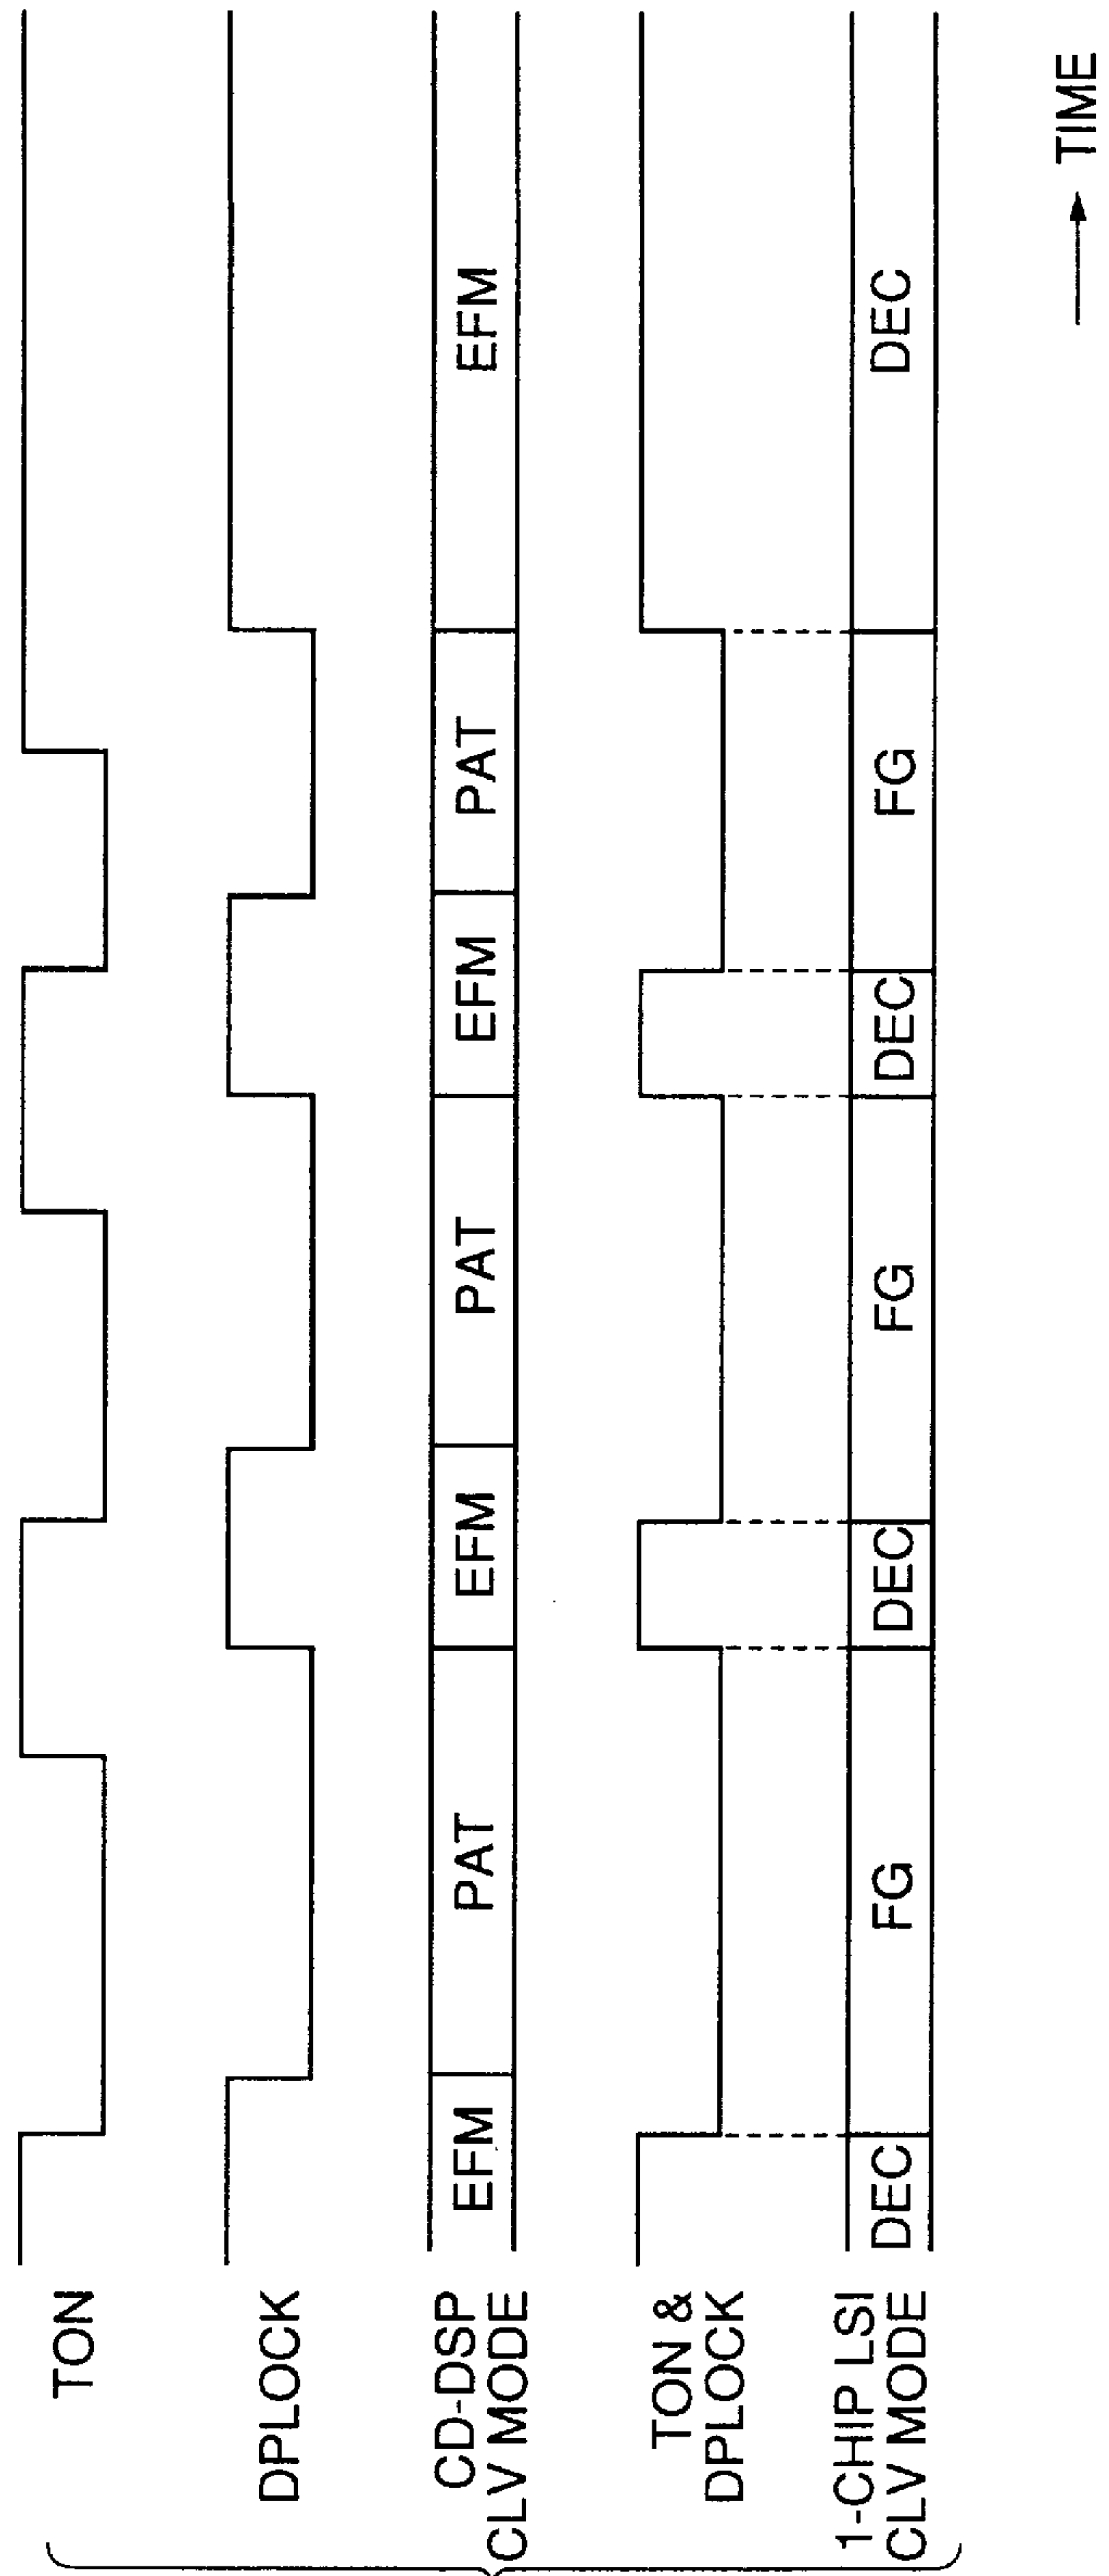 TON
DPLOCK
CD-DSP
CLV MODE
EFM
PAT
EFM
PAT
EFM
PAT
EFM
TON &
DPLOCK
1-CHIP LSI
CLV MODE
DEC
FG
DEC
FG
DEC
FG
DEC
TIME